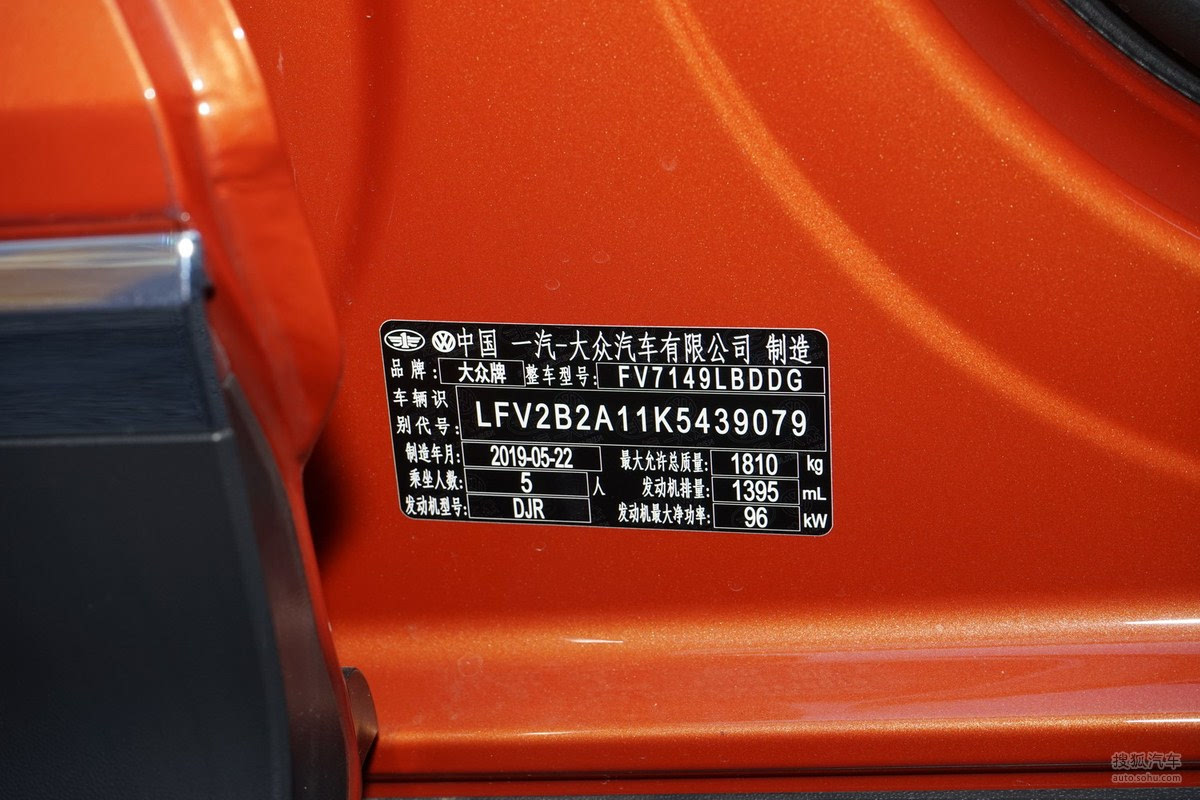 中国 一汽-大众汽车有限公司 制造
品牌: 大众牌 整车型号: FV7149LBDDG
车辆识别代号: LFV2B2A11K5439079
制造年月: 2019-05-22 最大允许总质量: 1810 kg
乘坐人数: 5 人 发动机排量: 1395 mL
发动机型号: DJR 发动机最大净功率: 96 kW
搜狐汽车
auto.sohu.com